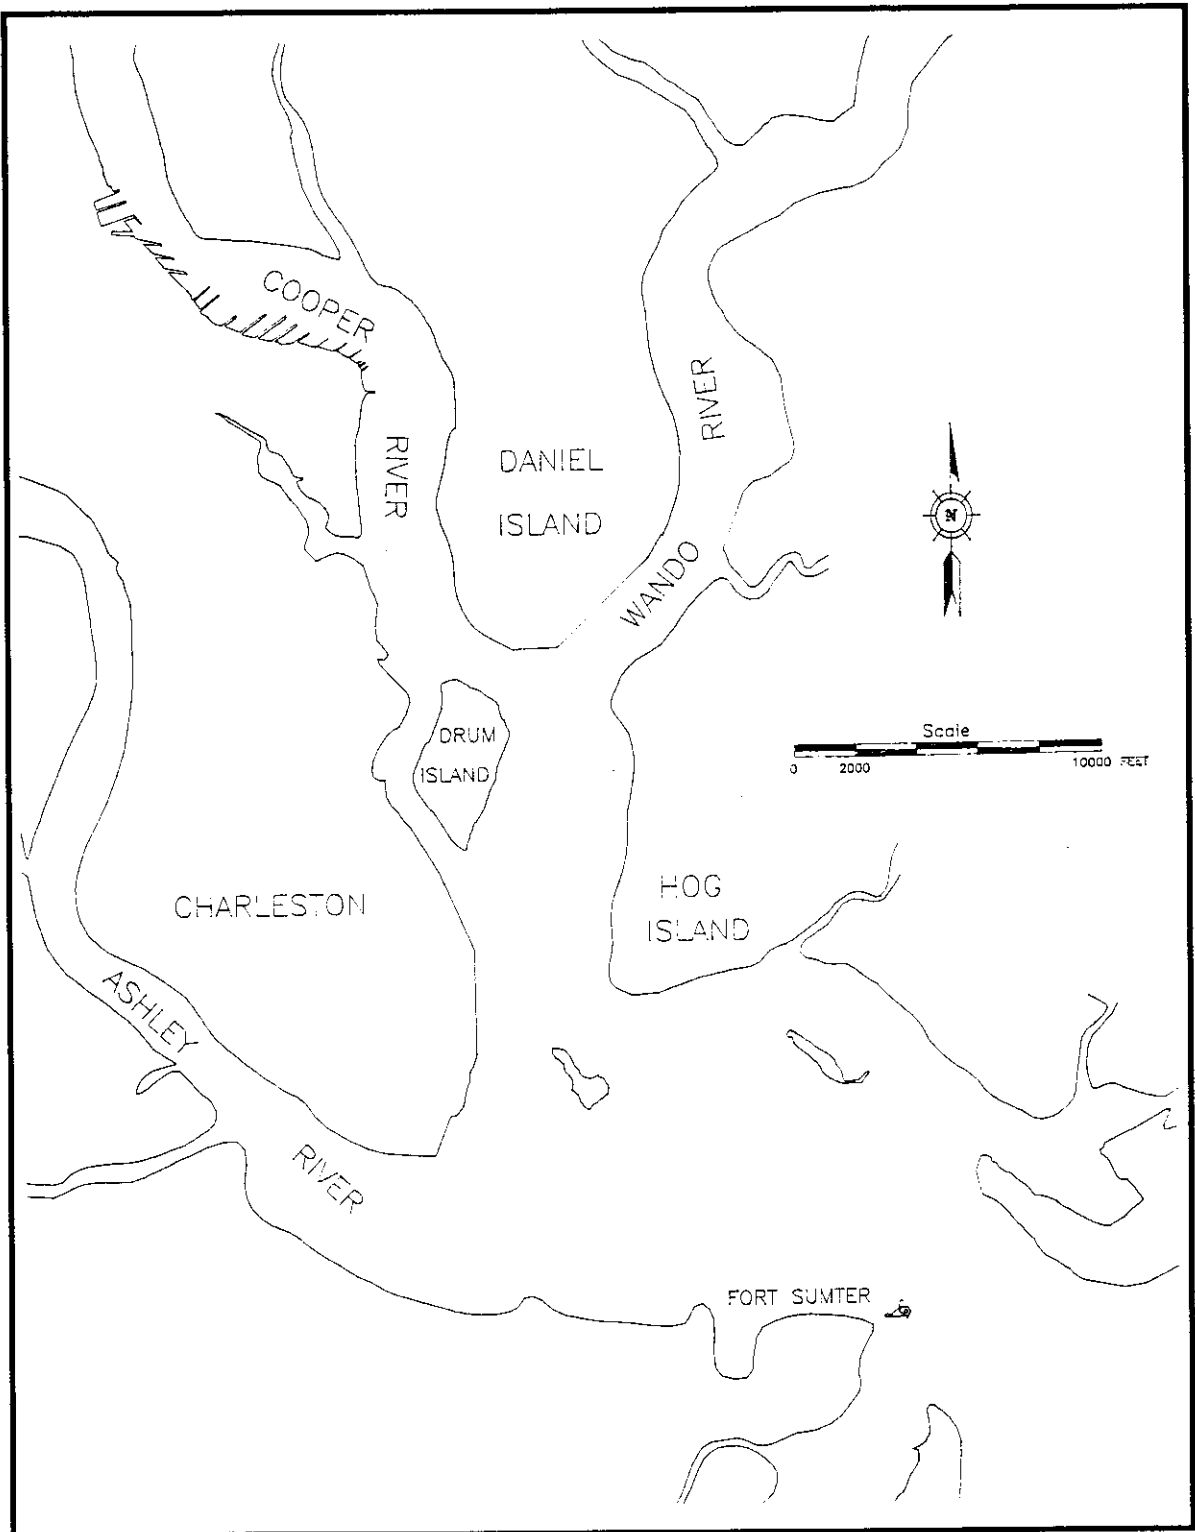 COOPER
RIVER
RIVER
DANIEL
ISLAND
WANDO
N
Scale
0 2000 10000 FEET
DRUM
ISLAND
CHARLESTON
HOG
ISLAND
ASHLEY
RIVER
FORT SUMTER